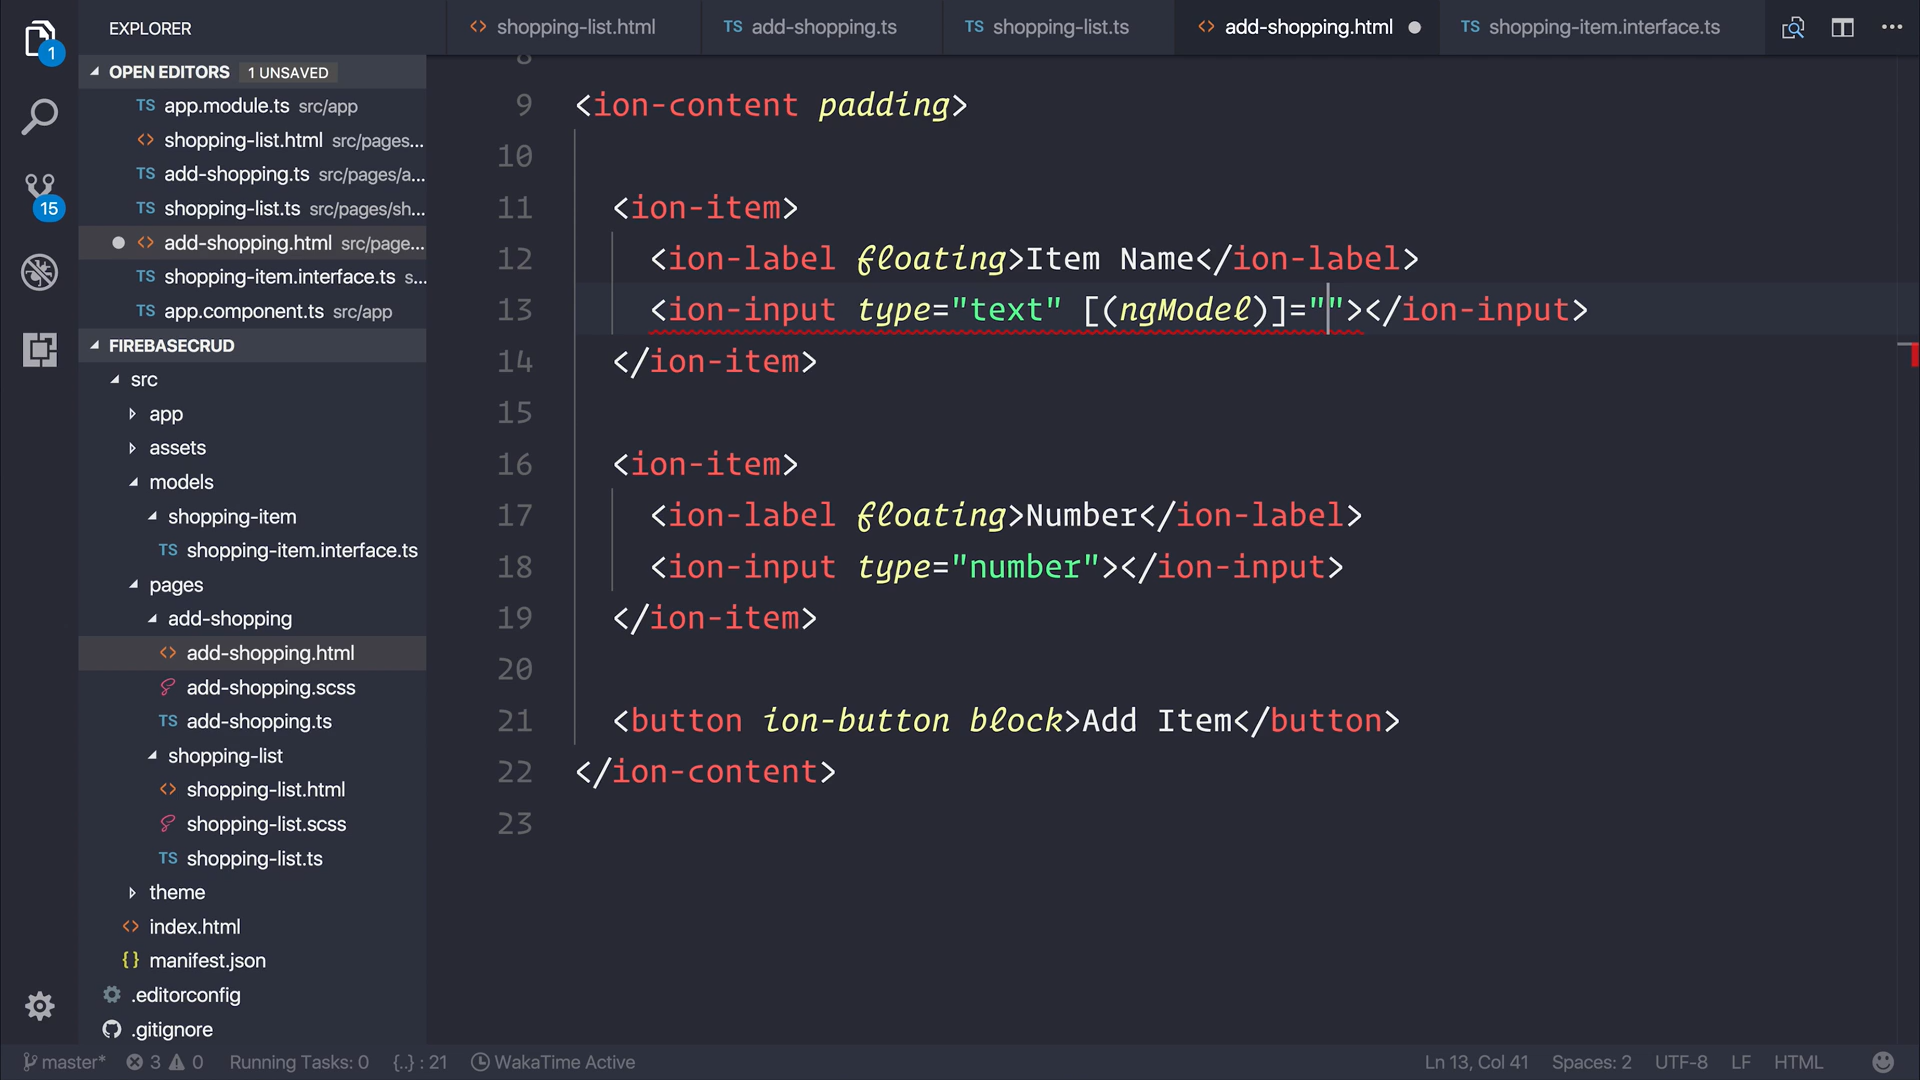 EXPLORER
OPEN EDITORS 1 UNSAVED
TS app.module.ts src/app
<> shopping-list.html src/pages...
TS add-shopping.ts src/pages/a...
TS shopping-list.ts src/pages/sh...
<> add-shopping.html src/page...
TS shopping-item.interface.ts s...
TS app.component.ts src/app
FIREBASECRUD
src
app
assets
models
shopping-item
TS shopping-item.interface.ts
pages
add-shopping
<> add-shopping.html
add-shopping.scss
TS add-shopping.ts
shopping-list
<> shopping-list.html
shopping-list.scss
TS shopping-list.ts
theme
<> index.html
{} manifest.json
.editorconfig
.gitignore
1
15
<> shopping-list.html TS add-shopping.ts TS shopping-list.ts <> add-shopping.html TS shopping-item.interface.ts
8
9 <ion-content padding>
10
11 <ion-item>
12 <ion-label floating>Item Name</ion-label>
13 <ion-input type="text" [(ngModel)]=""></ion-input>
14 </ion-item>
15
16 <ion-item>
17 <ion-label floating>Number</ion-label>
18 <ion-input type="number"></ion-input>
19 </ion-item>
20
21 <button ion-button block>Add Item</button>
22 </ion-content>
23
master* 3 0 Running Tasks: 0 {..} : 21 WakaTime Active Ln 13, Col 41 Spaces: 2 UTF-8 LF HTML